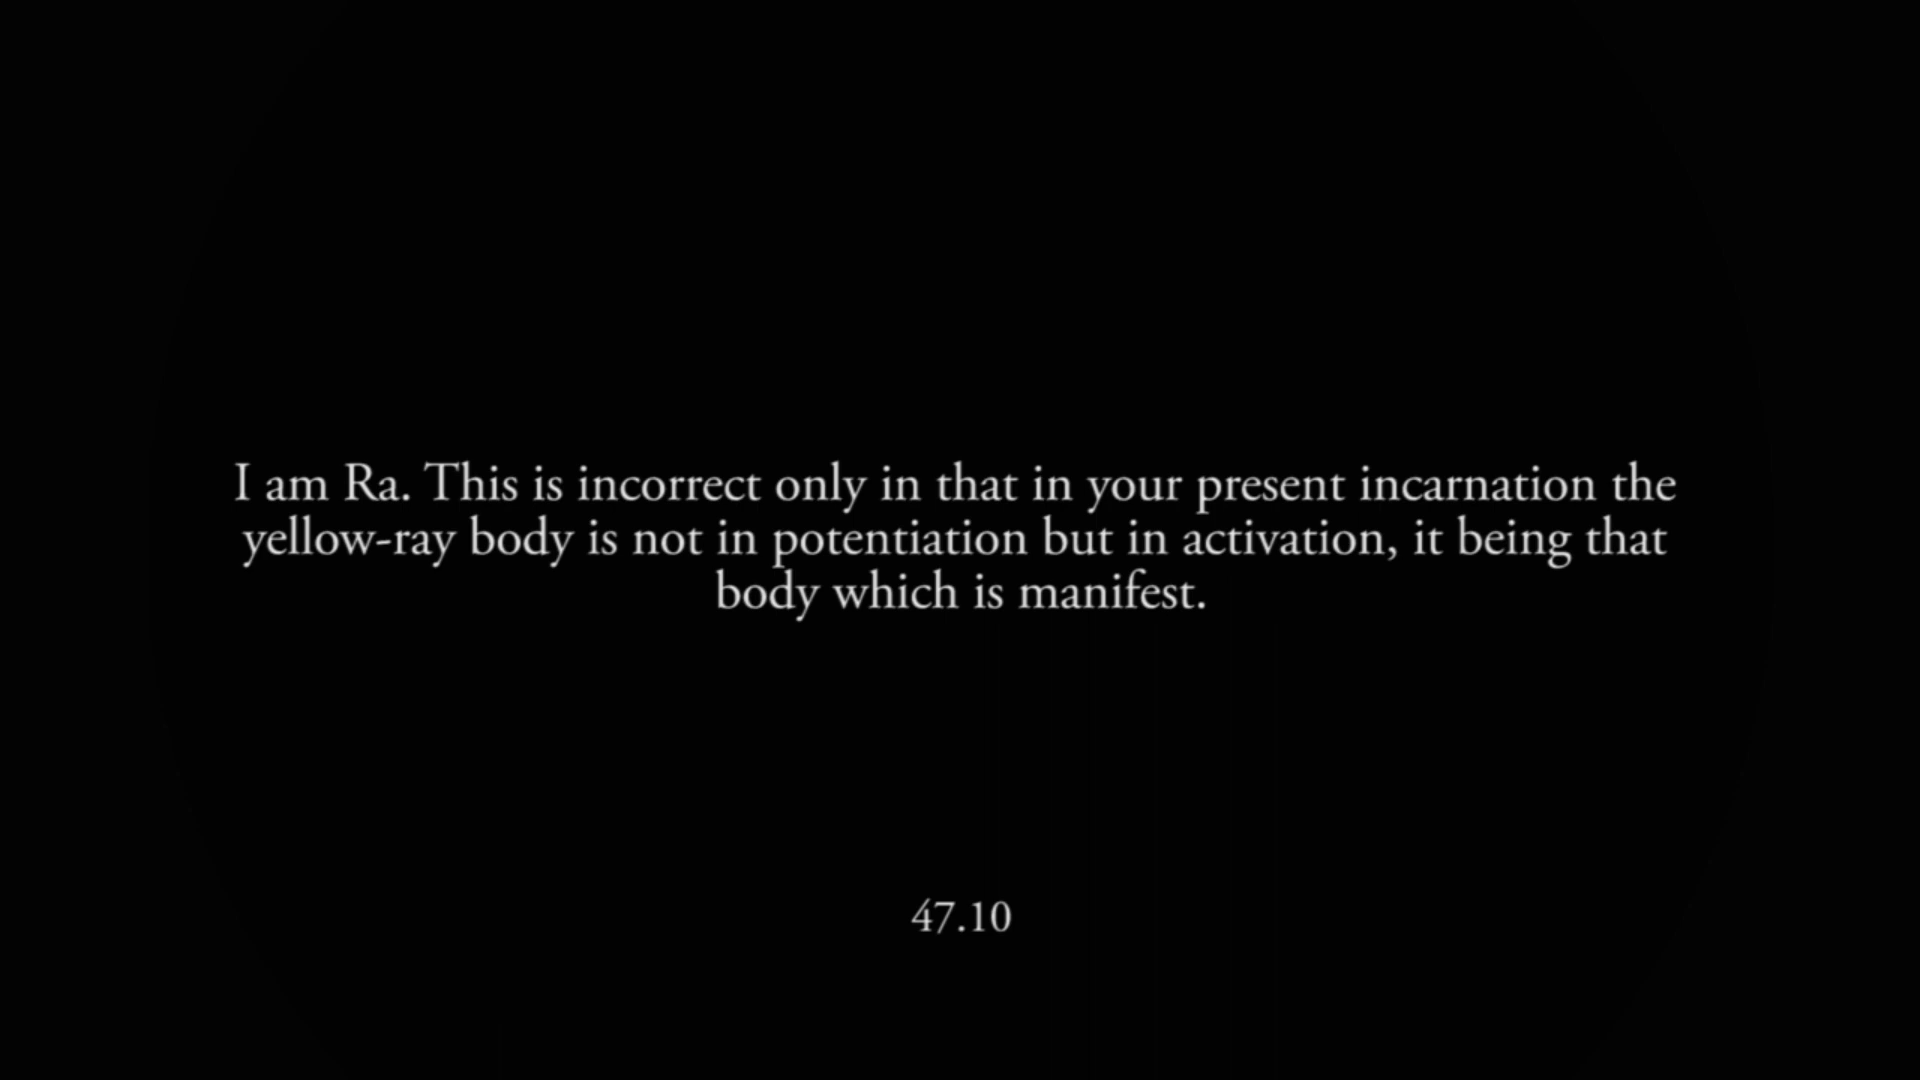 I am Ra. This is incorrect only in that in your present incarnation the
yellow-ray body is not in potentiation but in activation, it being that
body which is manifest.
47.10